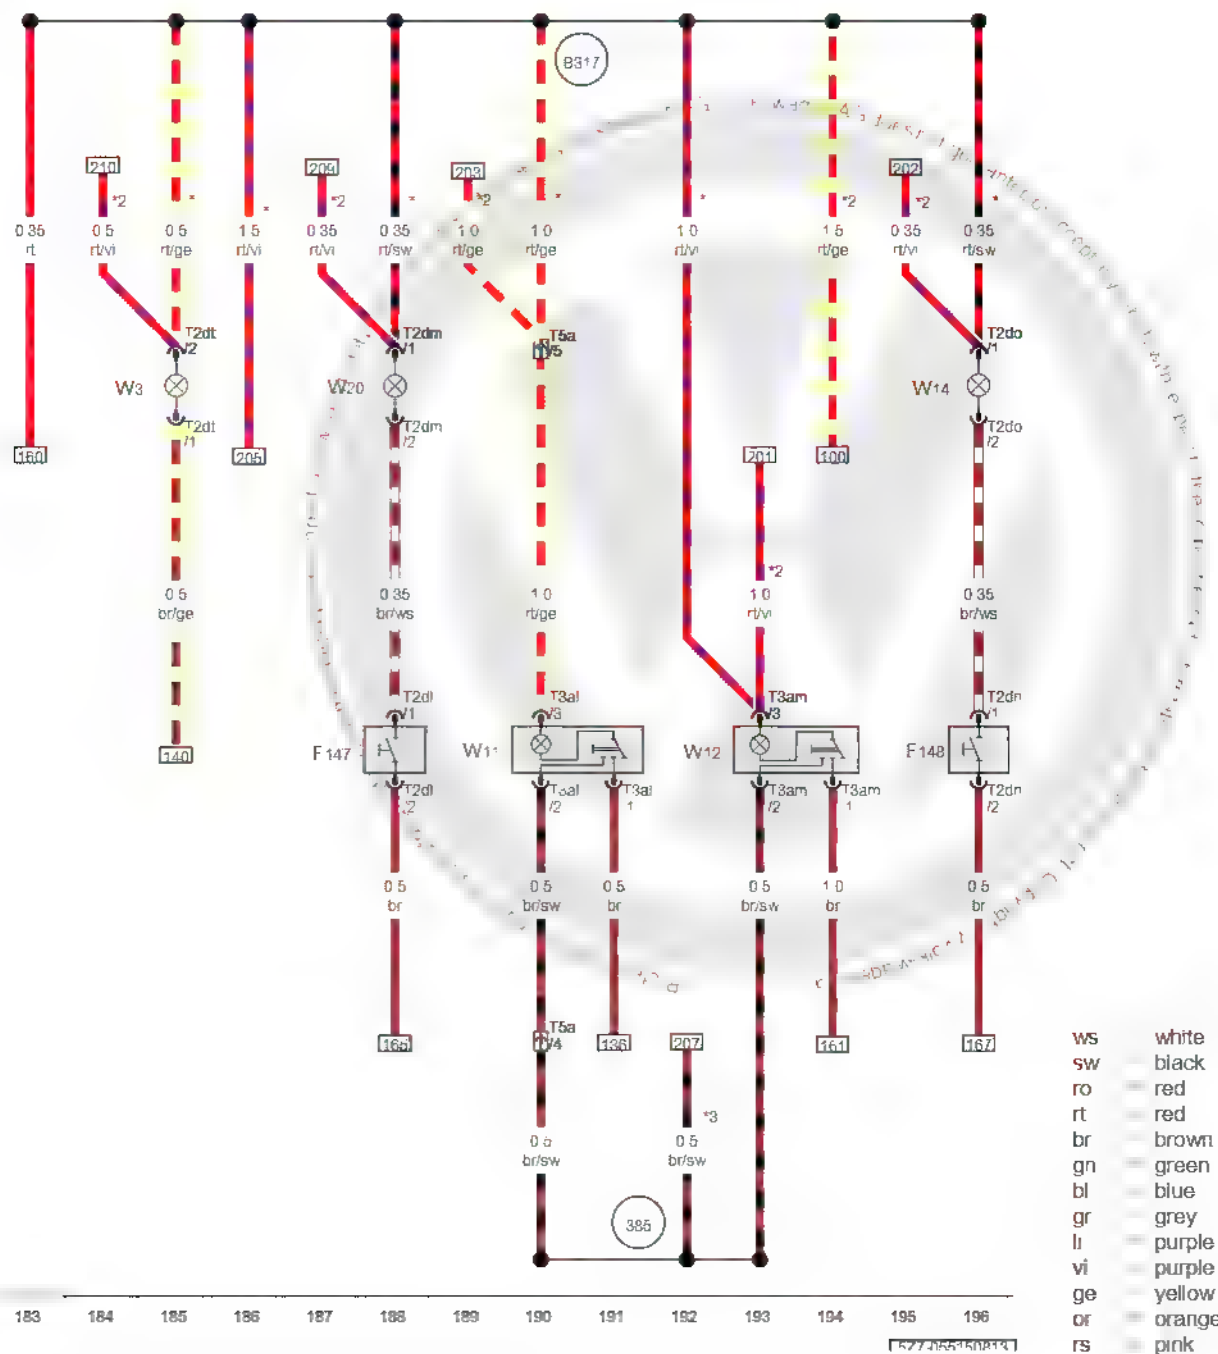 B317
210
209
203
202
*2
*
*
*2
*
*2
*
*
*2
*2
*
0.35
0.5
0.5
1.5
0.35
0.35
1.0
1.0
1.0
1.5
0.35
0.35
rt
rt/vi
rt/ge
rt/vi
rt/vi
rt/sw
rt/ge
rt/ge
rt/vi
rt/ge
rt/vi
rt/sw
T2dt
/2
T2dm
/1
T5a
/5
T2do
/1
W3
W20
W14
T2dt
/1
T2dm
/2
T2do
/2
160
205
201
100
*2
0.5
br/ge
0.35
br/ws
1.0
rt/ge
1.0
rt/vi
0.35
br/ws
T2dl
/1
T3al
/3
T3am
/3
T2dn
/1
140
F147
W11
W12
F148
T2dl
/2
T3al
/2
T3al
1
T3am
/2
T3am
1
T2dn
/2
0.5
br
0.5
br/sw
0.5
br
0.5
br/sw
1.0
br
0.5
br
165
T5a
/4
136
207
161
167
*3
0.5
br/sw
0.5
br/sw
385
ws = white
sw = black
ro = red
rt = red
br = brown
gn = green
bl = blue
gr = grey
li = purple
vi = purple
ge = yellow
or = orange
rs = pink
183 184 185 186 187 188 189 190 191 192 193 194 195 196